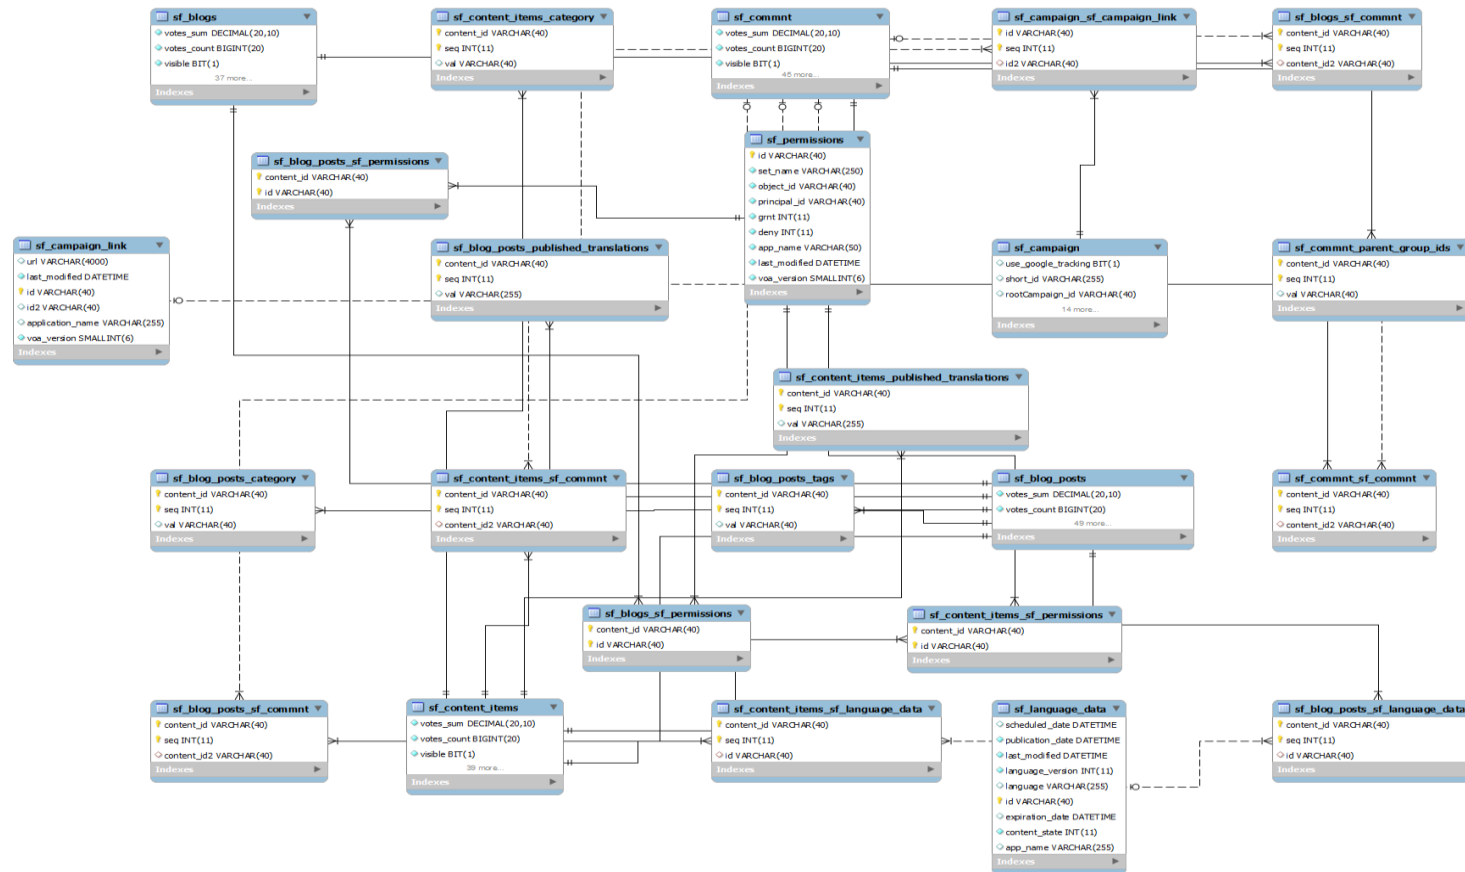 sf_blogs
votes_sum DECIMAL(20,10)
votes_count BIGINT(20)
visible BIT(1)
37 more...
Indexes
sf_content_items_category
content_id VARCHAR(40)
seq INT(11)
val VARCHAR(40)
Indexes
sf_commnt
votes_sum DECIMAL(20,10)
votes_count BIGINT(20)
visible BIT(1)
45 more...
Indexes
sf_campaign_sf_campaign_link
id VARCHAR(40)
seq INT(11)
id2 VARCHAR(40)
Indexes
sf_blogs_sf_commnt
content_id VARCHAR(40)
seq INT(11)
content_id2 VARCHAR(40)
Indexes
sf_blog_posts_sf_permissions
content_id VARCHAR(40)
id VARCHAR(40)
Indexes
sf_permissions
id VARCHAR(40)
set_name VARCHAR(250)
object_id VARCHAR(40)
principal_id VARCHAR(40)
grnt INT(11)
deny INT(11)
app_name VARCHAR(50)
last_modified DATETIME
voa_version SMALLINT(6)
Indexes
sf_campaign_link
url VARCHAR(4000)
last_modified DATETIME
id VARCHAR(40)
id2 VARCHAR(40)
application_name VARCHAR(255)
voa_version SMALLINT(6)
Indexes
sf_blog_posts_published_translations
content_id VARCHAR(40)
seq INT(11)
val VARCHAR(255)
Indexes
sf_campaign
use_google_tracking BIT(1)
short_id VARCHAR(255)
rootCampaign_id VARCHAR(40)
14 more...
Indexes
sf_commnt_parent_group_ids
content_id VARCHAR(40)
seq INT(11)
val VARCHAR(40)
Indexes
sf_content_items_published_translations
content_id VARCHAR(40)
seq INT(11)
val VARCHAR(255)
Indexes
sf_blog_posts_category
content_id VARCHAR(40)
seq INT(11)
val VARCHAR(40)
Indexes
sf_content_items_sf_commnt
content_id VARCHAR(40)
seq INT(11)
content_id2 VARCHAR(40)
Indexes
sf_blog_posts_tags
content_id VARCHAR(40)
seq INT(11)
val VARCHAR(40)
Indexes
sf_blog_posts
votes_sum DECIMAL(20,10)
votes_count BIGINT(20)
49 more...
Indexes
sf_commnt_sf_commnt
content_id VARCHAR(40)
seq INT(11)
content_id2 VARCHAR(40)
Indexes
sf_blogs_sf_permissions
content_id VARCHAR(40)
id VARCHAR(40)
Indexes
sf_content_items_sf_permissions
content_id VARCHAR(40)
id VARCHAR(40)
Indexes
sf_blog_posts_sf_commnt
content_id VARCHAR(40)
seq INT(11)
content_id2 VARCHAR(40)
Indexes
sf_content_items
votes_sum DECIMAL(20,10)
votes_count BIGINT(20)
visible BIT(1)
39 more...
Indexes
sf_content_items_sf_language_data
content_id VARCHAR(40)
seq INT(11)
id VARCHAR(40)
Indexes
sf_language_data
scheduled_date DATETIME
publication_date DATETIME
last_modified DATETIME
language_version INT(11)
language VARCHAR(255)
id VARCHAR(40)
expiration_date DATETIME
content_state INT(11)
app_name VARCHAR(255)
Indexes
sf_blog_posts_sf_language_data
content_id VARCHAR(40)
seq INT(11)
id VARCHAR(40)
Indexes